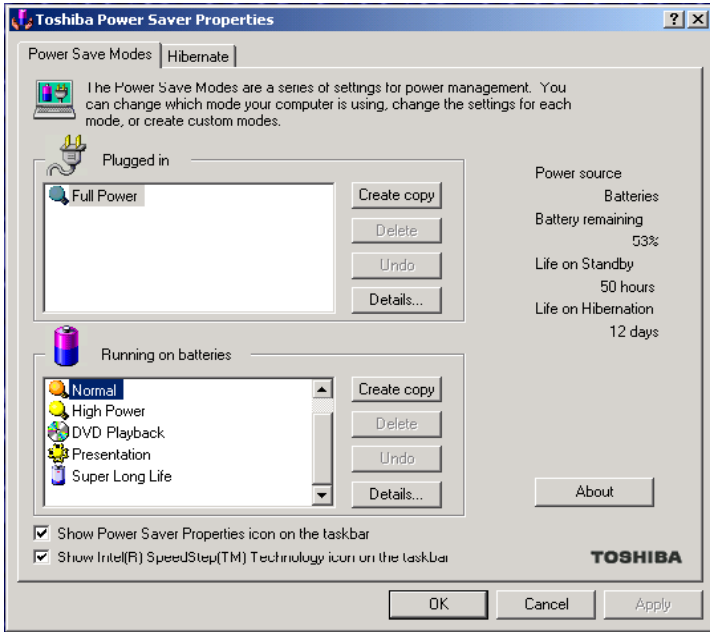 Toshiba Power Saver Properties
Power Save Modes
Hibernate
The Power Save Modes are a series of settings for power management. You
can change which mode your computer is using, change the settings for each
mode, or create custom modes.
Plugged in
Full Power
Create copy
Delete
Undo
Details...
Power source
Batteries
Battery remaining
53%
Life on Standby
50 hours
Life on Hibernation
12 days
Running on batteries
Normal
High Power
DVD Playback
Presentation
Super Long Life
Create copy
Delete
Undo
Details...
About
Show Power Saver Properties icon on the taskbar
Show Intel(R) SpeedStep(TM) Technology icon on the taskbar
TOSHIBA
OK
Cancel
Apply